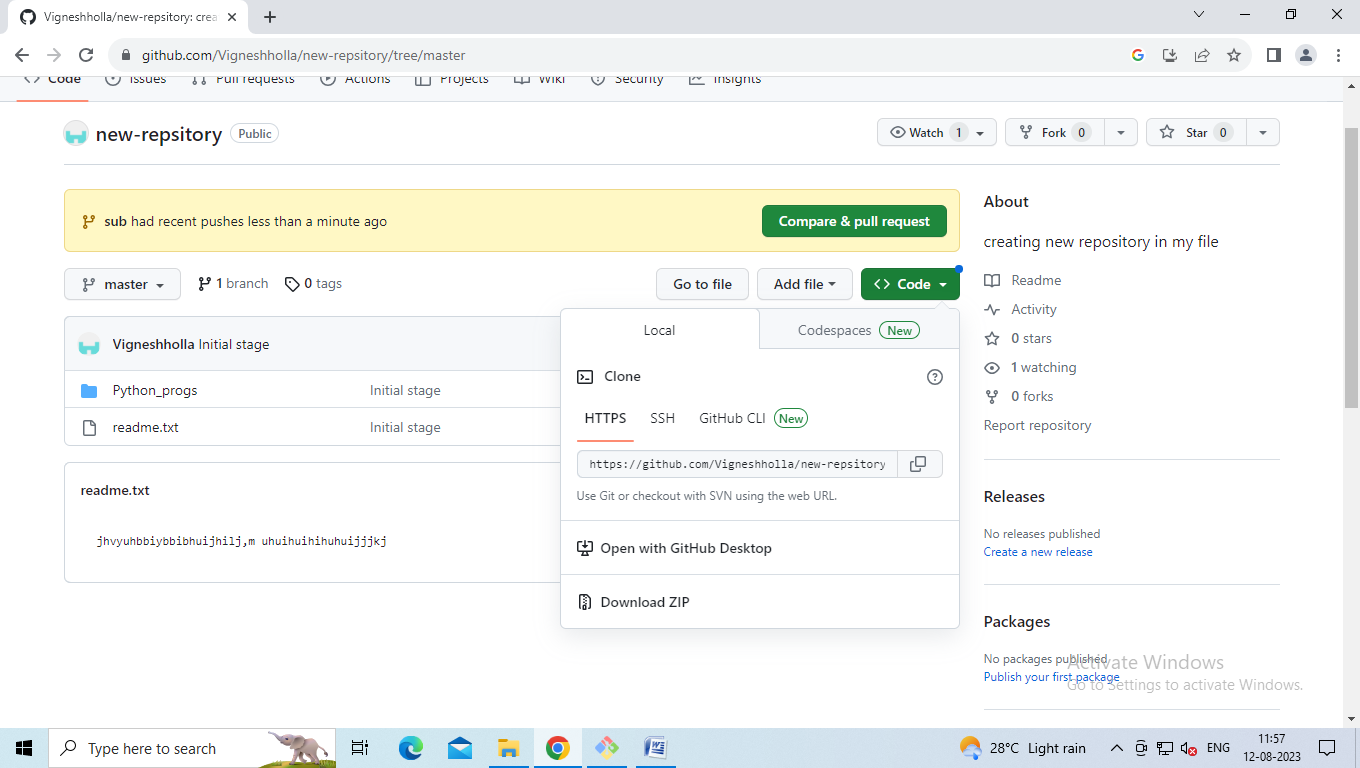 Vigneshholla/new-repsitory: crea
github.com/Vigneshholla/new-repsitory/tree/master
Code Issues Pull requests Actions Projects Wiki Security Insights
new-repsitory Public
Watch 1 Fork 0 Star 0
sub had recent pushes less than a minute ago
Compare & pull request
master 1 branch 0 tags
Go to file Add file Code
Vigneshholla Initial stage
Python_progs Initial stage
readme.txt Initial stage
readme.txt
jhvyuhbbiybbibhuijhilj,m uhuihuihihuhuijjjkj
Local Codespaces New
Clone
HTTPS SSH GitHub CLI New
https://github.com/Vigneshholla/new-repsitory
Use Git or checkout with SVN using the web URL.
Open with GitHub Desktop
Download ZIP
About
creating new repository in my file
Readme
Activity
0 stars
1 watching
0 forks
Report repository
Releases
No releases published
Create a new release
Packages
No packages published
Publish your first package
Activate Windows
Go to Settings to activate Windows.
Type here to search
28°C Light rain
ENG
11:57
12-08-2023